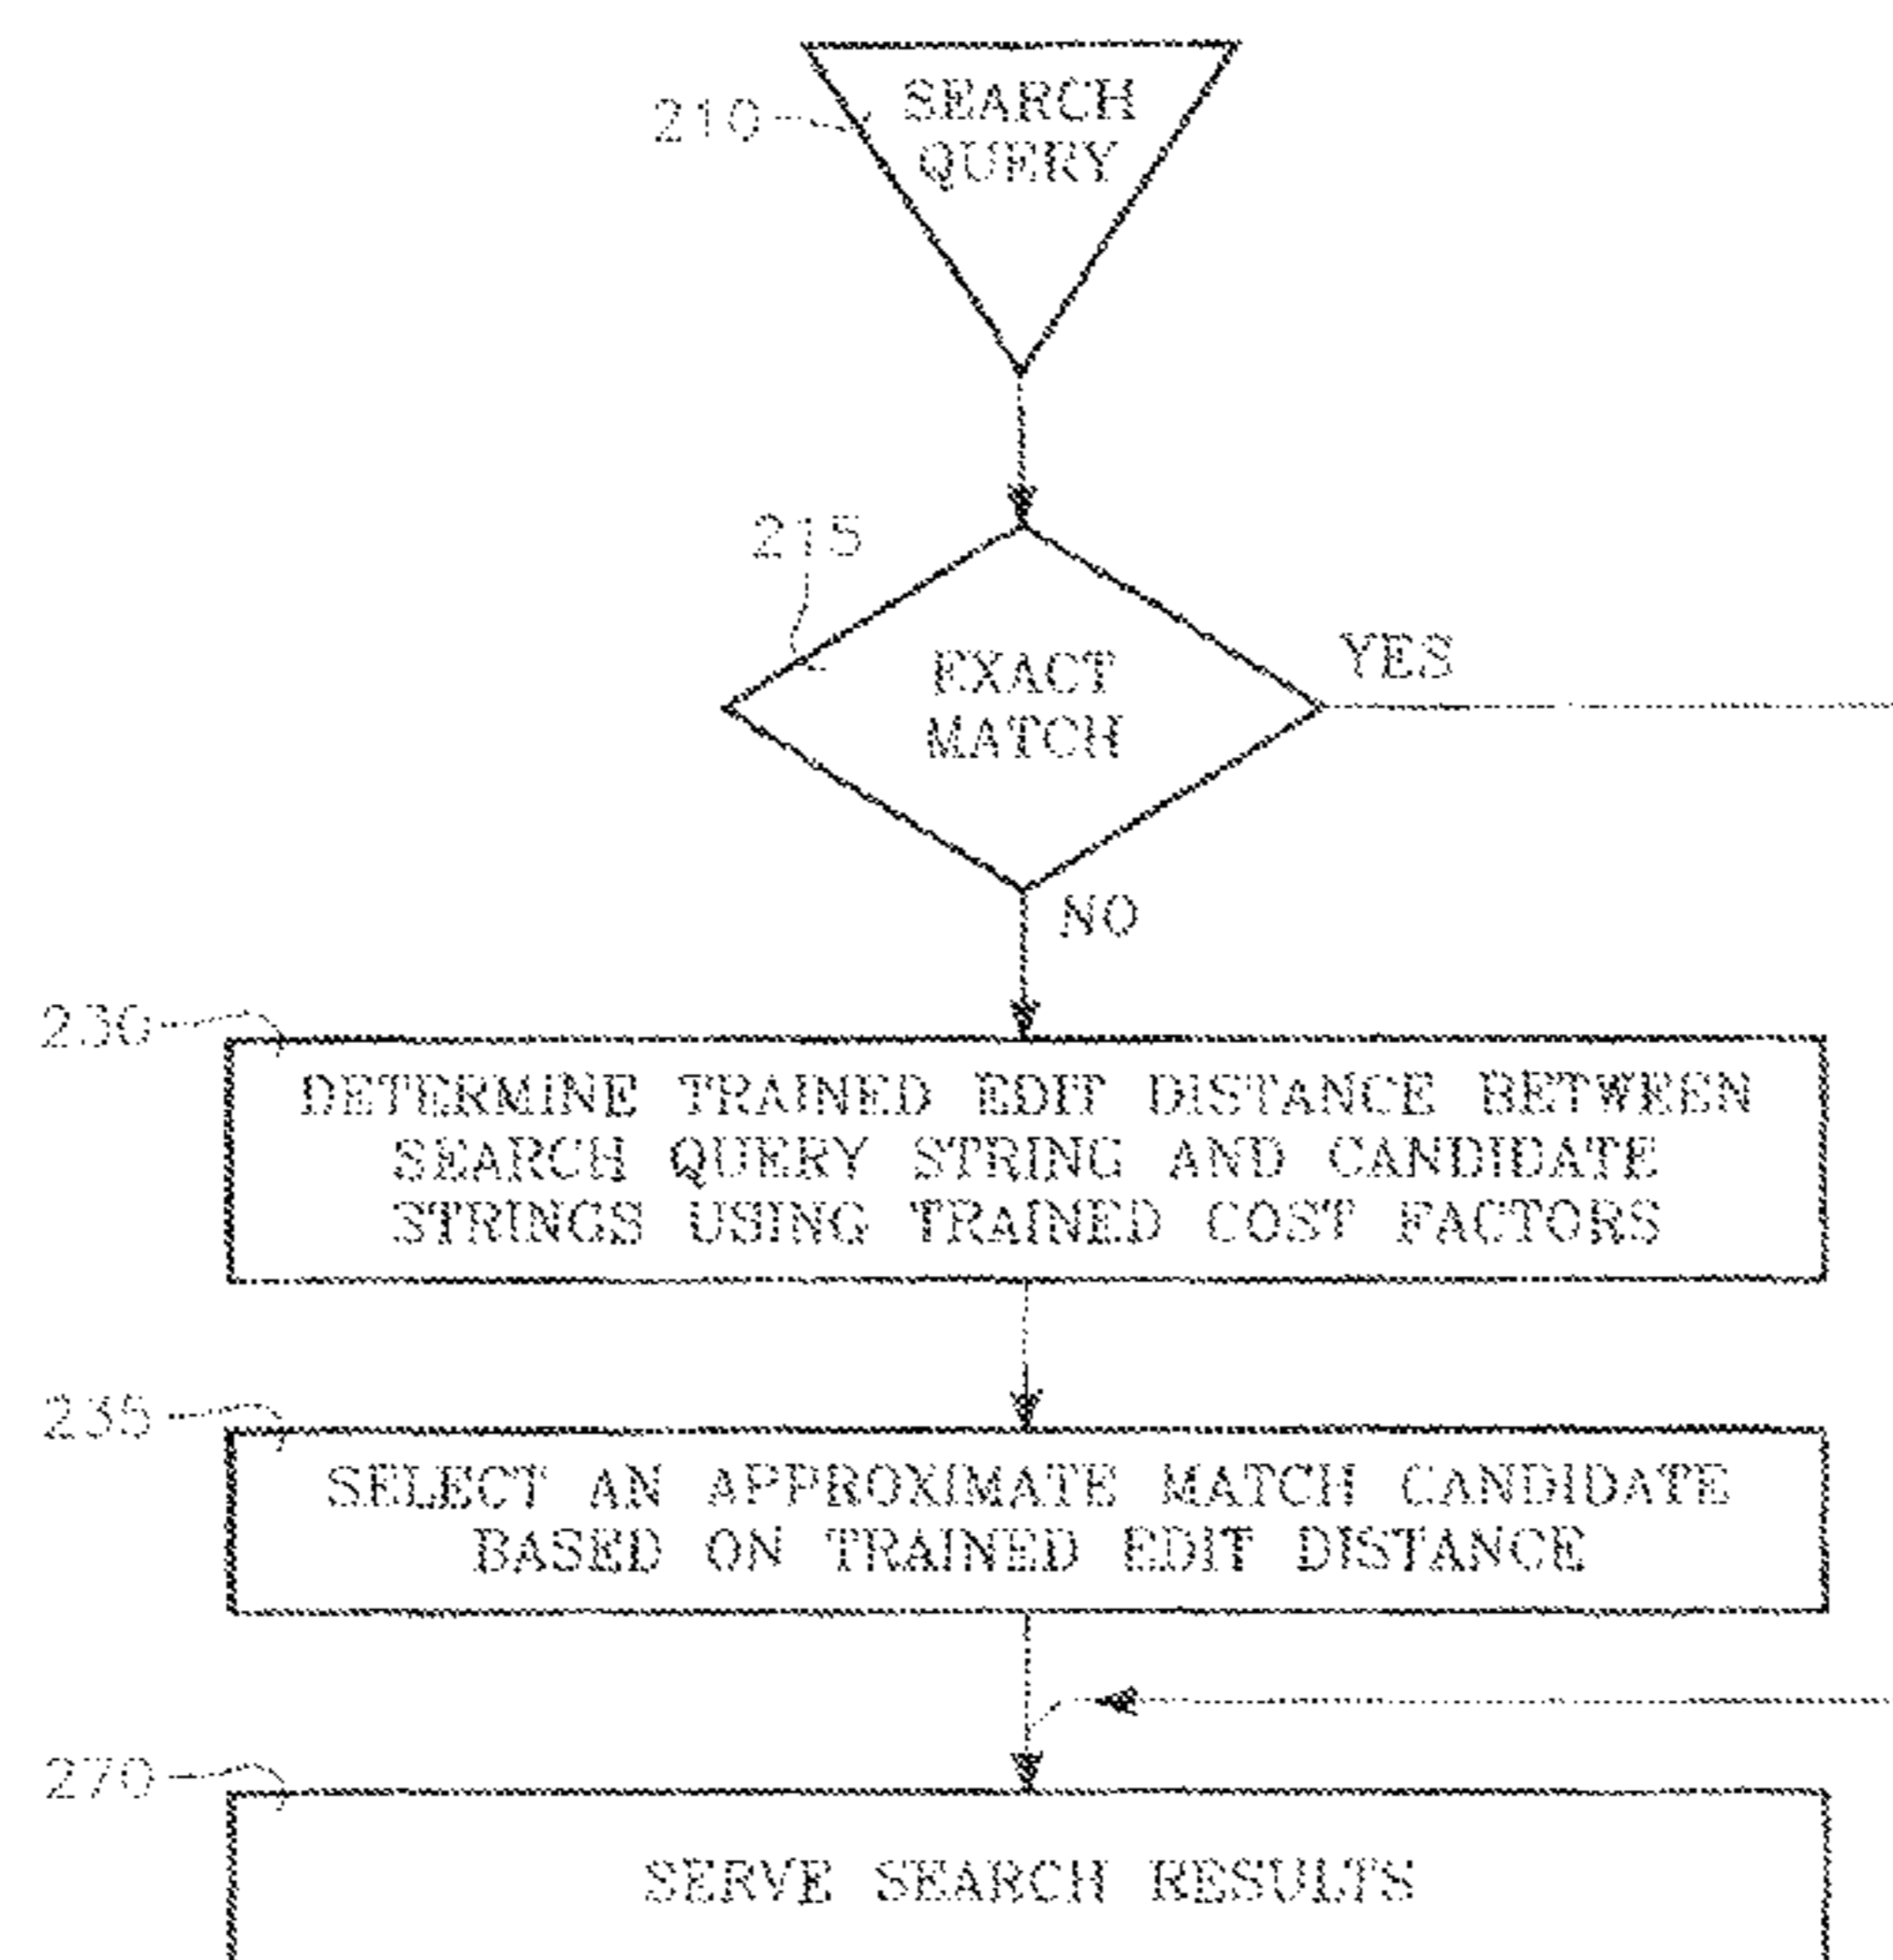 210
SEARCH
QUERY
215
EXACT
MATCH
YES
NO
230
DETERMINE TRAINED EDIT DISTANCE BETWEEN
SEARCH QUERY STRING AND CANDIDATE
STRINGS USING TRAINED COST FACTORS
235
SELECT AN APPROXIMATE MATCH CANDIDATE
BASED ON TRAINED EDIT DISTANCE
270
SERVE SEARCH RESULTS